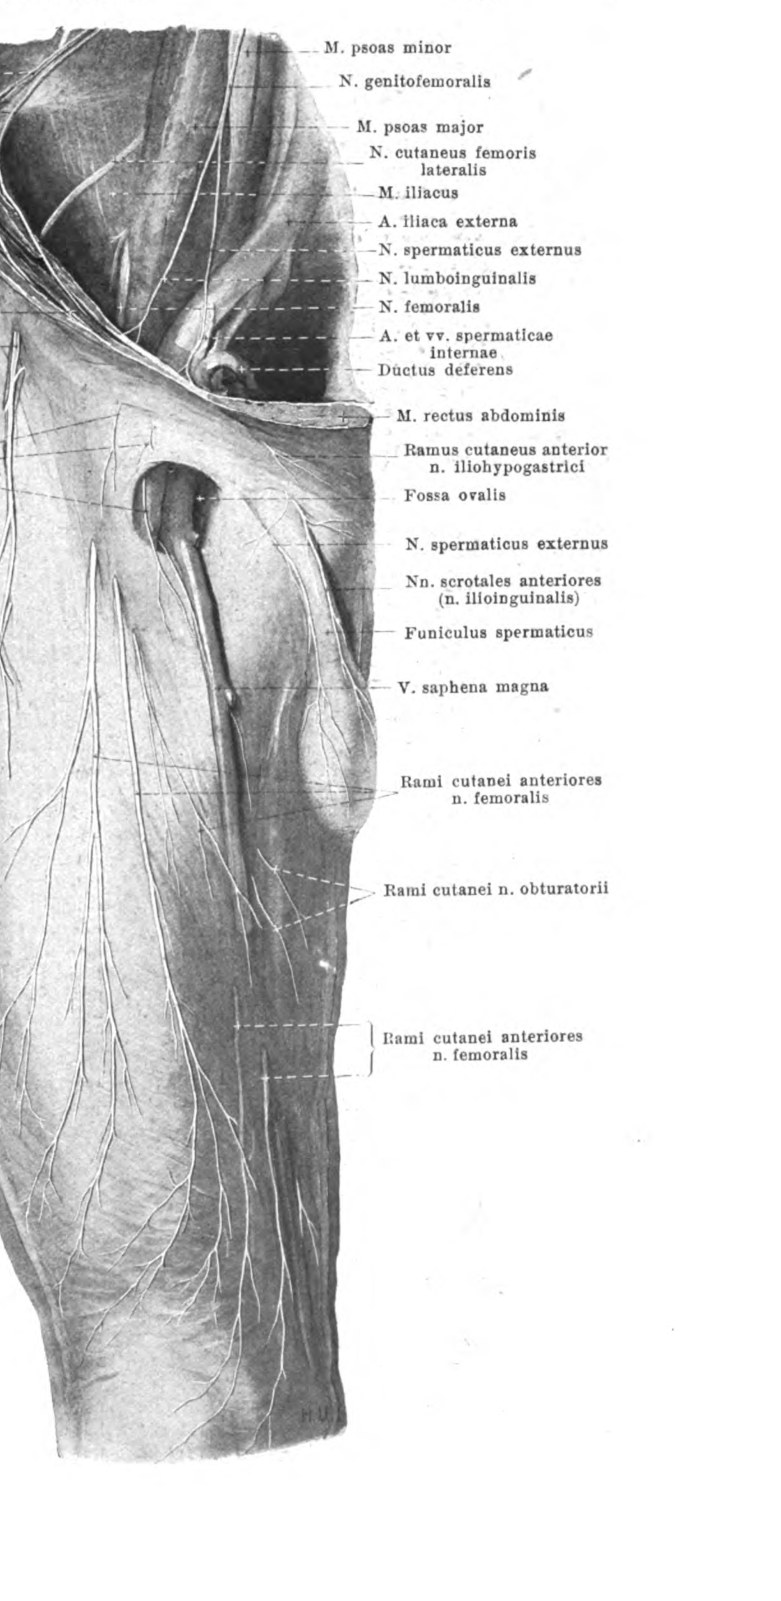 M. psoas minor
N. genitofemoralis
M. psoas major
N. cutaneus femoris
lateralis
M. iliacus
A. iliaca externa
N. spermaticus externus
N. lumboinguinalis
N. femoralis
A. et vv. spermaticae
internae
Ductus deferens
M. rectus abdominis
Ramus cutaneus anterior
n. iliohypogastrici
Fossa ovalis
N. spermaticus externus
Nn. scrotales anteriores
(n. ilioinguinalis)
Funiculus spermaticus
V. saphena magna
Rami cutanei anteriores
n. femoralis
Rami cutanei n. obturatorii
Rami cutanei anteriores
n. femoralis
H.U.